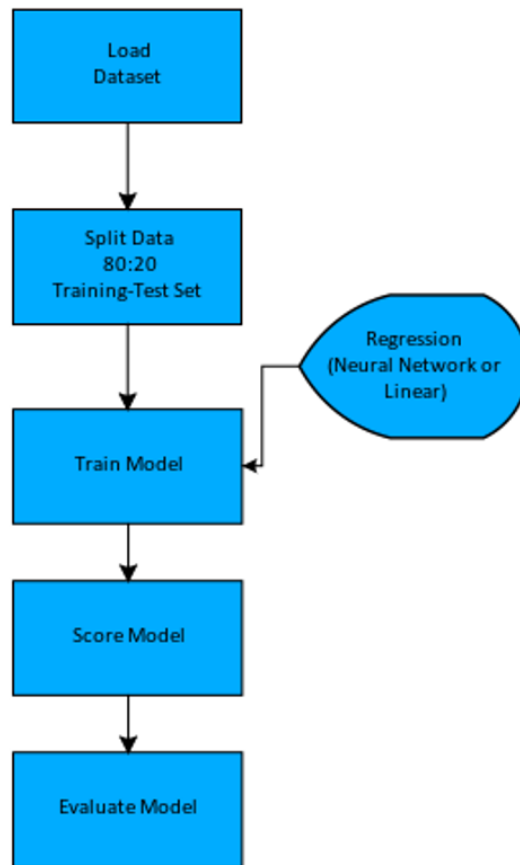 Load
Dataset
Split Data
80:20
Training-Test Set
Regression
(Neural Network or
Linear)
Train Model
Score Model
Evaluate Model